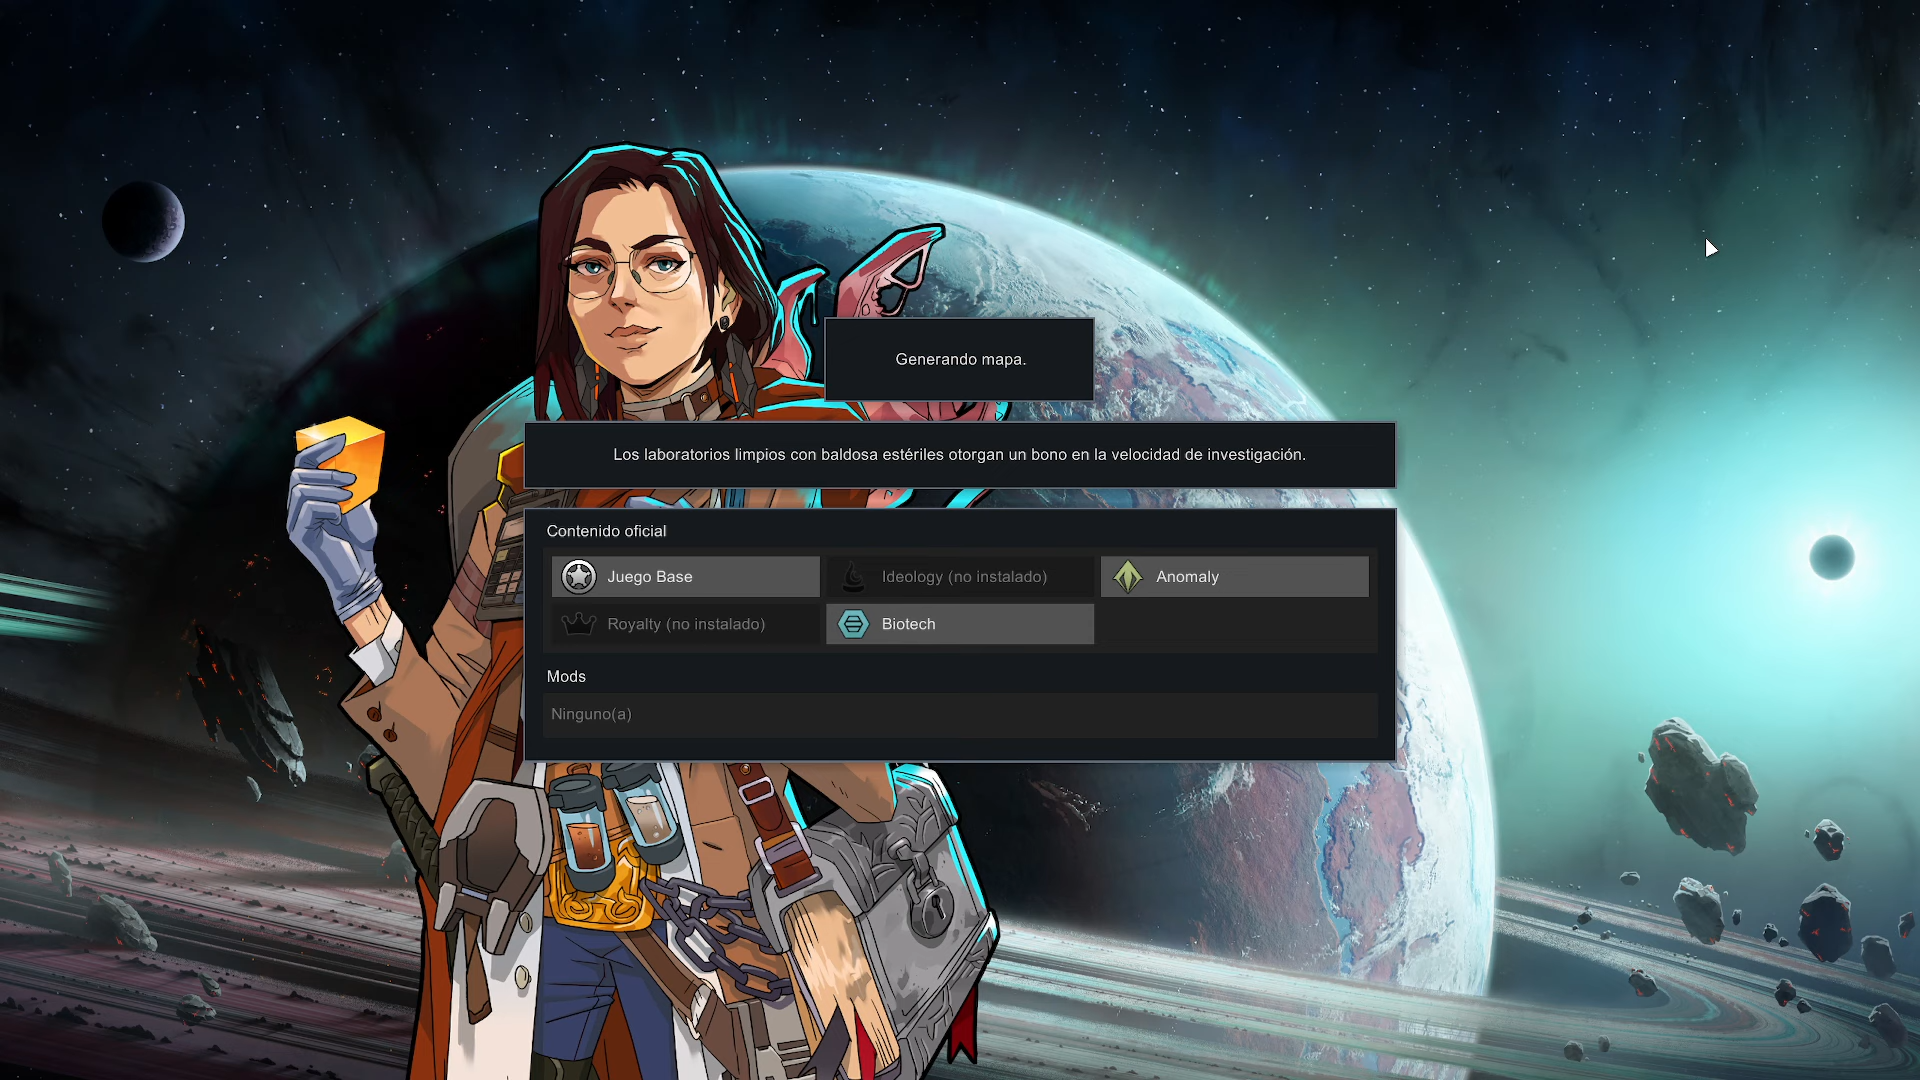 Generando mapa.
Los laboratorios limpios con baldosa estériles otorgan un bono en la velocidad de investigación.
Contenido oficial
Juego Base
Ideology (no instalado)
Anomaly
Royalty (no instalado)
Biotech
Mods
Ninguno(a)